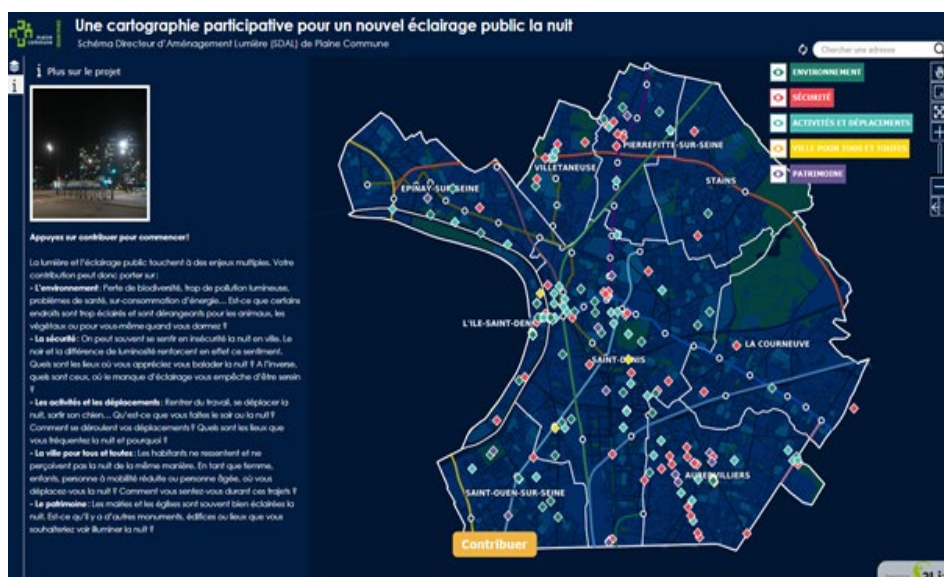 plaine
commune
Une cartographie participative pour un nouvel éclairage public la nuit
Schéma Directeur d'Aménagement Lumière (SDAL) de Plaine Commune
Chercher une adresse
i Plus sur le projet
i
ENVIRONNEMENT
SÉCURITÉ
ACTIVITÉS ET DÉPLACEMENTS
VILLE POUR TOUS ET TOUTES
PATRIMOINE
PIERREFITTE-SUR-SEINE
VILLETANEUSE
STAINS
EPINAY-SUR-SEINE
L'ILE-SAINT-DENIS
SAINT-DENIS
LA COURNEUVE
AUBERVILLIERS
SAINT-OUEN-SUR-SEINE
Appuyez sur contribuer pour commencer!
La lumière et l'éclairage public touchent à des enjeux multiples. Votre
contribution peut donc porter sur :
- L'environnement : Perte de biodiversité, trop de pollution lumineuse,
problèmes de santé, sur-consommation d'énergie... Est-ce que certains
endroits sont trop éclairés et sont dérangeants pour les animaux, les
végétaux ou pour vous-même quand vous dormez ?
- La sécurité : On peut souvent se sentir en insécurité la nuit en ville. Le
noir et la différence de luminosité renforcent en effet ce sentiment.
Quels sont les lieux où vous appréciez vous balader la nuit ? A l'inverse,
quels sont ceux, où le manque d'éclairage vous empêche d'être serein
?
- Les activités et les déplacements : Rentrer du travail, se déplacer la
nuit, sortir son chien... Qu'est-ce que vous faites le soir ou la nuit ?
Comment se déroulent vos déplacements ? Quels sont les lieux que
vous fréquentez la nuit et pourquoi ?
- La ville pour tous et toutes : Les habitants ne ressentent et ne
perçoivent pas la nuit de la même manière. En tant que femme,
enfants, personne à mobilité réduite ou personne âgée, où vous
déplacez-vous la nuit ? Comment vous sentez-vous durant ces trajets ?
- Le patrimoine : Les mairies et les églises sont souvent bien éclairées la
nuit. Est-ce qu'il y a d'autres monuments, édifices ou lieux que vous
souhaiteriez voir illuminer la nuit ?
Contribuer